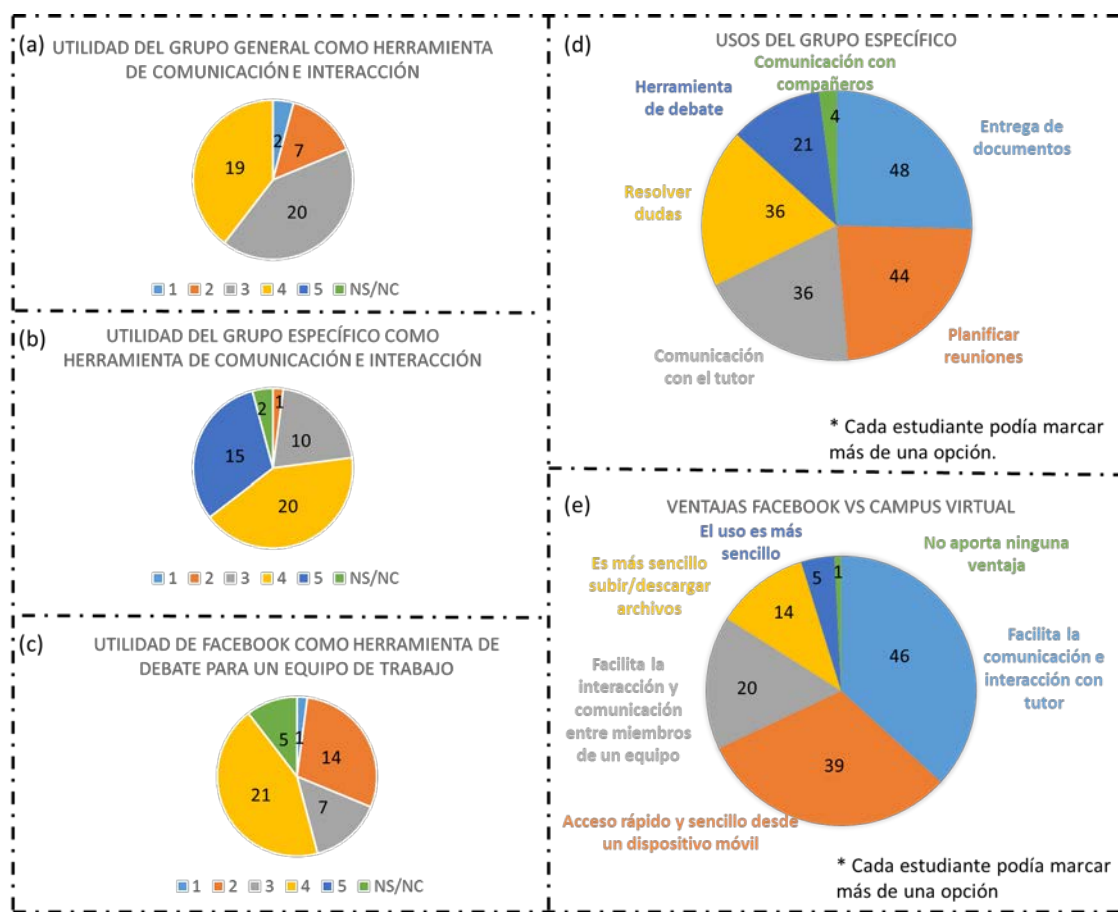 (a)
UTILIDAD DEL GRUPO GENERAL COMO HERRAMIENTA
DE COMUNICACIÓN E INTERACCIÓN
2
7
20
19
1 2 3 4 5 NS/NC
(b)
UTILIDAD DEL GRUPO ESPECÍFICO COMO
HERRAMIENTA DE COMUNICACIÓN E INTERACCIÓN
2
1
10
15
20
1 2 3 4 5 NS/NC
(c)
UTILIDAD DE FACEBOOK COMO HERRAMIENTA DE
DEBATE PARA UN EQUIPO DE TRABAJO
5
1
14
21
7
1 2 3 4 5 NS/NC
(d)
USOS DEL GRUPO ESPECÍFICO
Comunicación con
compañeros
Herramienta
de debate
4
21
Entrega de
documentos
48
Resolver
dudas
36
44
36
Comunicación
con el tutor
Planificar
reuniones
* Cada estudiante podía marcar
más de una opción.
(e)
VENTAJAS FACEBOOK VS CAMPUS VIRTUAL
El uso es más
sencillo
No aporta ninguna
ventaja
Es más sencillo
subir/descargar
archivos
5
1
14
46
Facilita la
comunicación e
interacción con
tutor
Facilita la
interacción y
comunicación
entre miembros
de un equipo
20
39
Acceso rápido y sencillo desde
un dispositivo móvil
* Cada estudiante podía marcar
más de una opción